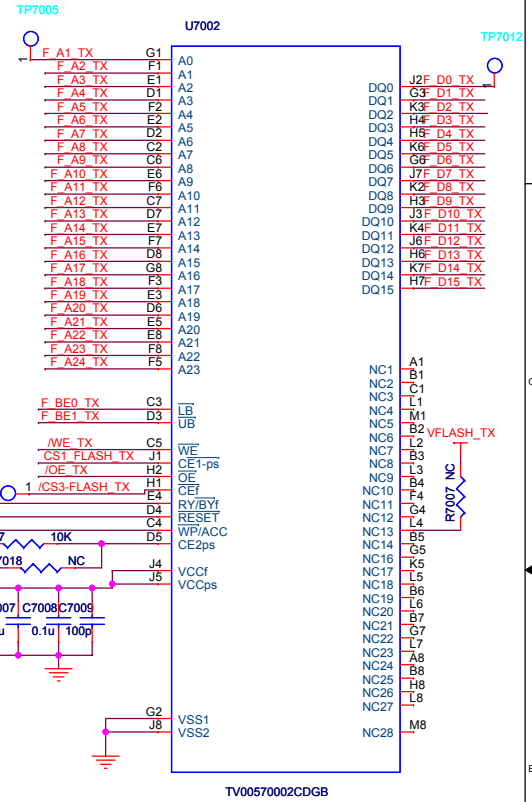 TP7005
U7002
TP7012
1
1
F_A1_TX G1 A0
F_A2_TX F1 A1
F_A3_TX E1 A2
F_A4_TX D1 A3
F_A5_TX F2 A4
F_A6_TX E2 A5
F_A7_TX D2 A6
F_A8_TX C2 A7
F_A9_TX C6 A8
F_A10_TX E6 A9
F_A11_TX F6 A10
F_A12_TX C7 A11
F_A13_TX D7 A12
F_A14_TX E7 A13
F_A15_TX F7 A14
F_A16_TX D8 A15
F_A17_TX G8 A16
F_A18_TX F3 A17
F_A19_TX E3 A18
F_A20_TX D6 A19
F_A21_TX E5 A20
F_A22_TX E8 A21
F_A23_TX F8 A22
F_A24_TX F5 A23
DQ0 J2 F_D0_TX
DQ1 G3 F_D1_TX
DQ2 K3 F_D2_TX
DQ3 H4 F_D3_TX
DQ4 H5 F_D4_TX
DQ5 K6 F_D5_TX
DQ6 G6 F_D6_TX
DQ7 J7 F_D7_TX
DQ8 K2 F_D8_TX
DQ9 H3 F_D9_TX
DQ10 J3 F_D10_TX
DQ11 K4 F_D11_TX
DQ12 J6 F_D12_TX
DQ13 H6 F_D13_TX
DQ14 K7 F_D14_TX
DQ15 H7 F_D15_TX
F_BE0_TX C3 LB
F_BE1_TX D3 UB
/WE_TX C5 WE
CS1_FLASH_TX J1 CE1-ps
/OE_TX H2 OE
1 /CS3-FLASH_TX H1 CEf
E4 RY/BYf
D4 RESET
C4 WP/ACC
10K D5 CE2ps
7018 NC
J4 VCCf
J5 VCCps
007 C7008 C7009
u 0.1u 100p
G2 VSS1
J8 VSS2
NC1 A1
NC2 B1
NC3 C1
NC4 L1
NC5 M1
NC6 B2
NC7 L2
NC8 B3
NC9 L3
NC10 B4
NC11 F4
NC12 G4
NC13 L4
NC14 B5
NC16 G5
NC17 K5
NC18 L5
NC19 B6
NC20 L6
NC21 B7
NC22 G7
NC23 L7
NC24 A8
NC25 B8
NC26 H8
NC27 L8
NC28 M8
VFLASH_TX
R7007 NC
TV00570002CDGB